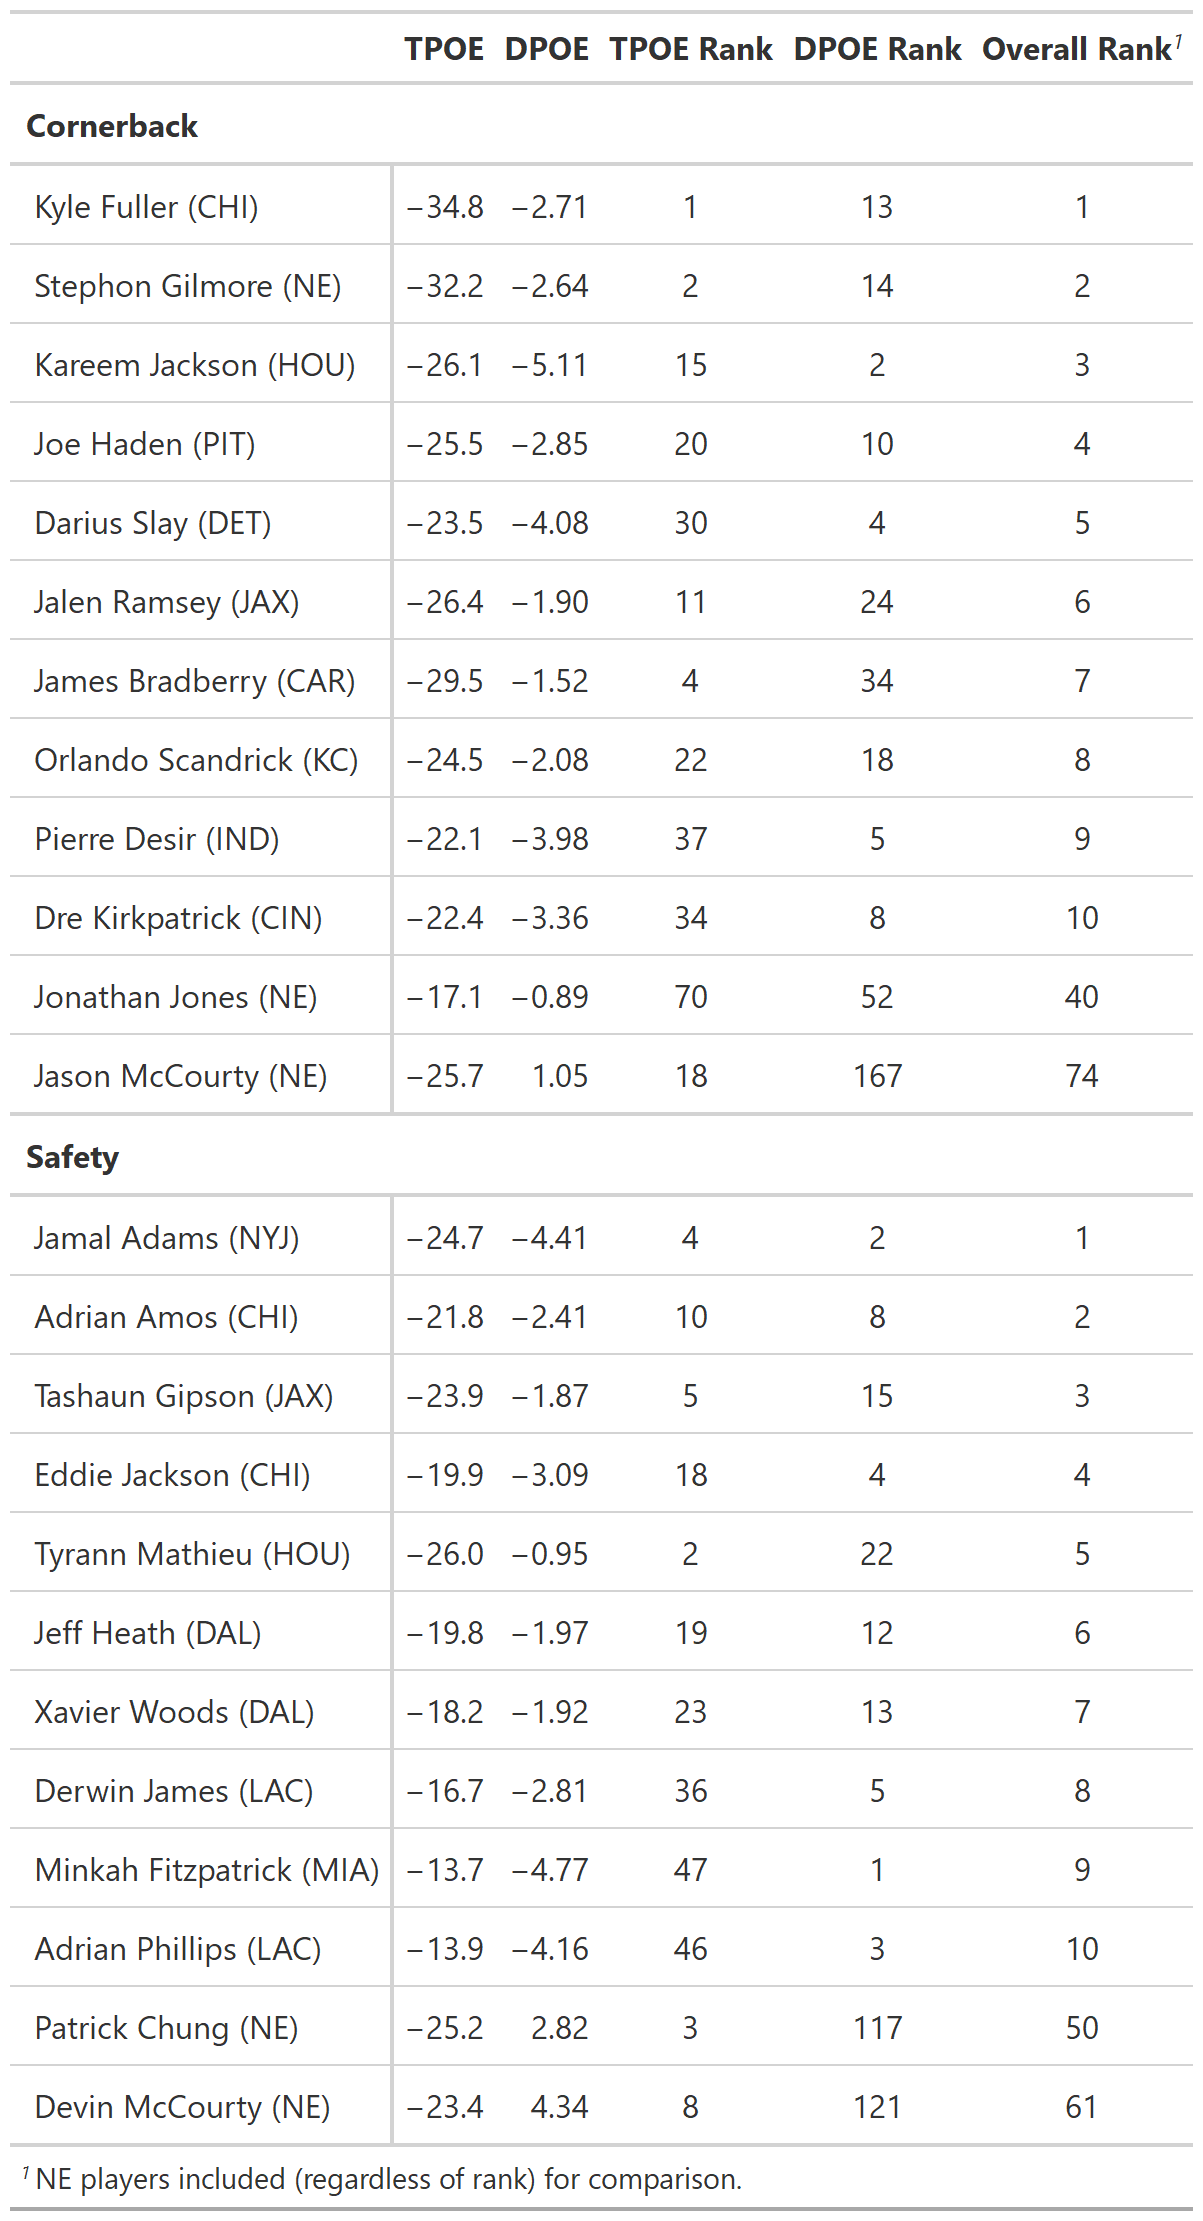 TPOE DPOE TPOE Rank DPOE Rank Overall Rank¹
Cornerback
Kyle Fuller (CHI) −34.8 −2.71 1 13 1
Stephon Gilmore (NE) −32.2 −2.64 2 14 2
Kareem Jackson (HOU) −26.1 −5.11 15 2 3
Joe Haden (PIT) −25.5 −2.85 20 10 4
Darius Slay (DET) −23.5 −4.08 30 4 5
Jalen Ramsey (JAX) −26.4 −1.90 11 24 6
James Bradberry (CAR) −29.5 −1.52 4 34 7
Orlando Scandrick (KC) −24.5 −2.08 22 18 8
Pierre Desir (IND) −22.1 −3.98 37 5 9
Dre Kirkpatrick (CIN) −22.4 −3.36 34 8 10
Jonathan Jones (NE) −17.1 −0.89 70 52 40
Jason McCourty (NE) −25.7 1.05 18 167 74
Safety
Jamal Adams (NYJ) −24.7 −4.41 4 2 1
Adrian Amos (CHI) −21.8 −2.41 10 8 2
Tashaun Gipson (JAX) −23.9 −1.87 5 15 3
Eddie Jackson (CHI) −19.9 −3.09 18 4 4
Tyrann Mathieu (HOU) −26.0 −0.95 2 22 5
Jeff Heath (DAL) −19.8 −1.97 19 12 6
Xavier Woods (DAL) −18.2 −1.92 23 13 7
Derwin James (LAC) −16.7 −2.81 36 5 8
Minkah Fitzpatrick (MIA) −13.7 −4.77 47 1 9
Adrian Phillips (LAC) −13.9 −4.16 46 3 10
Patrick Chung (NE) −25.2 2.82 3 117 50
Devin McCourty (NE) −23.4 4.34 8 121 61
¹ NE players included (regardless of rank) for comparison.